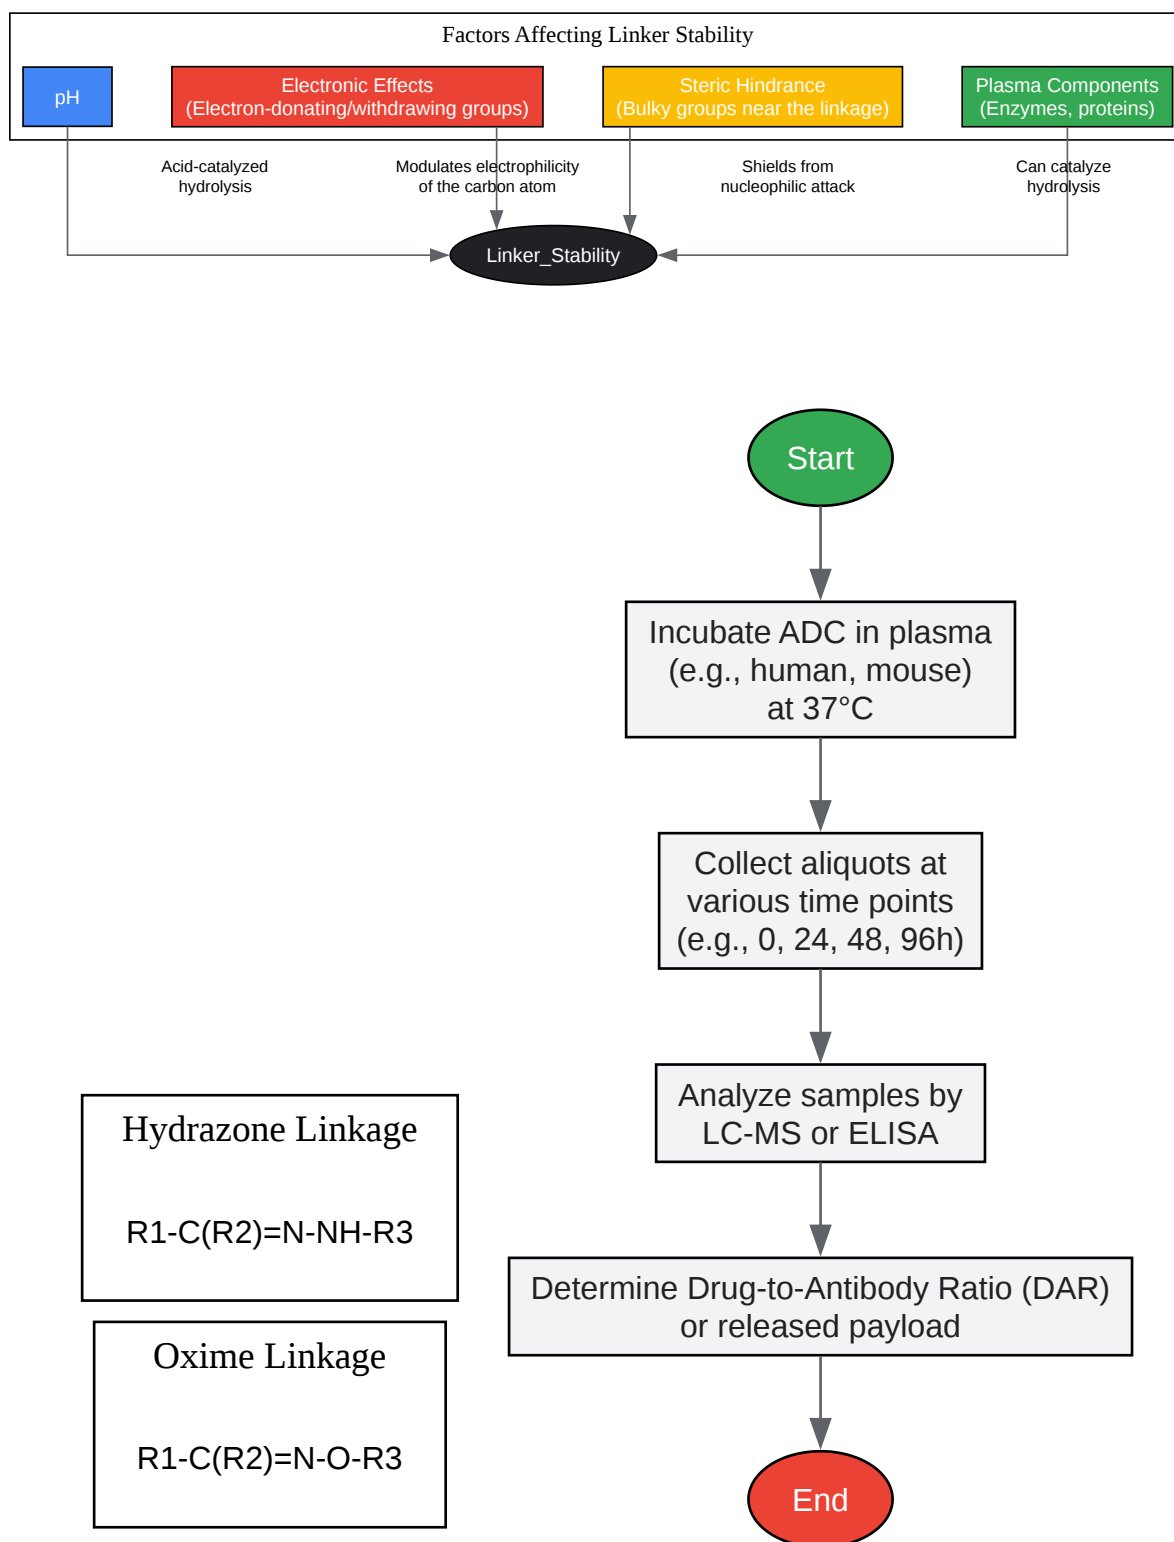 Factors Affecting Linker Stability
pH
Electronic Effects
(Electron-donating/withdrawing groups)
Steric Hindrance
(Bulky groups near the linkage)
Plasma Components
(Enzymes, proteins)
Acid-catalyzed
hydrolysis
Modulates electrophilicity
of the carbon atom
Shields from
nucleophilic attack
Can catalyze
hydrolysis
Linker_Stability
Start
Incubate ADC in plasma
(e.g., human, mouse)
at 37°C
Collect aliquots at
various time points
(e.g., 0, 24, 48, 96h)
Analyze samples by
LC-MS or ELISA
Determine Drug-to-Antibody Ratio (DAR)
or released payload
End
Hydrazone Linkage
R1-C(R2)=N-NH-R3
Oxime Linkage
R1-C(R2)=N-O-R3